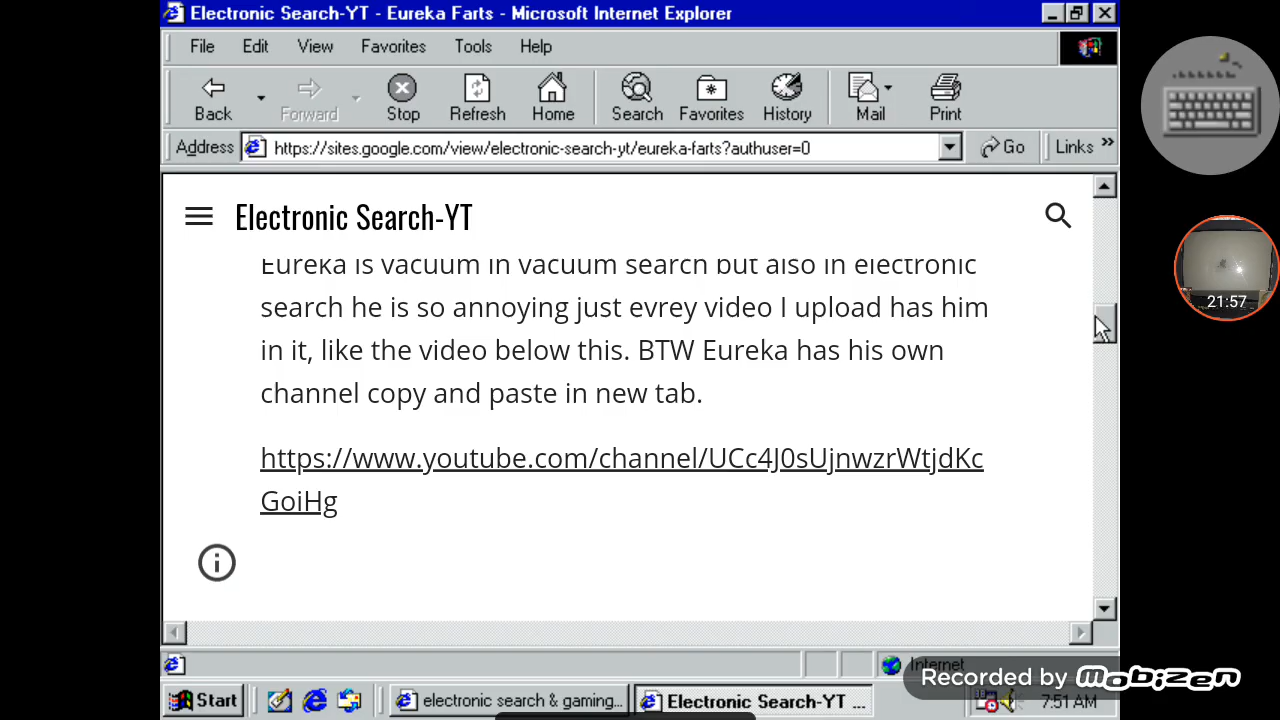 Electronic Search-YT - Eureka Farts - Microsoft Internet Explorer
File Edit View Favorites Tools Help
Back Forward Stop Refresh Home Search Favorites History Mail Print
Address https://sites.google.com/view/electronic-search-yt/eureka-farts?authuser=0 Go Links »
Electronic Search-YT
Eureka is vacuum in vacuum search but also in electronic
search he is so annoying just evrey video I upload has him
in it, like the video below this. BTW Eureka has his own
channel copy and paste in new tab.
https://www.youtube.com/channel/UCc4J0sUjnwzrWtjdKc
GoiHg
21:57
Internet
Recorded by mobizen
Start electronic search & gaming... Electronic Search-YT ... 7:51 AM